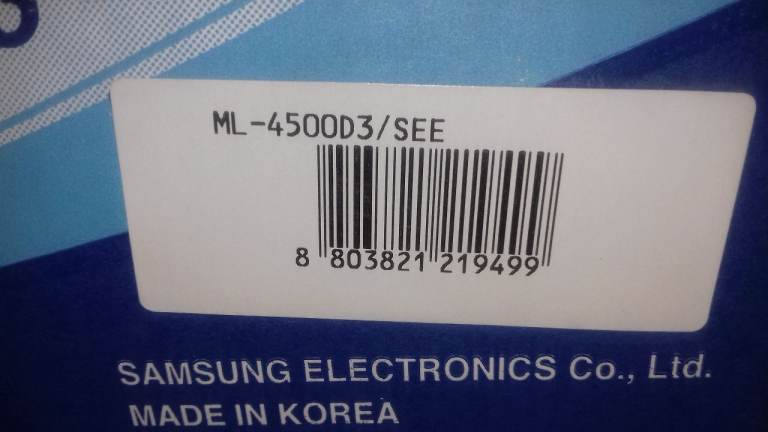 ML-4500D3/SEE
8 803821 219499
SAMSUNG ELECTRONICS Co., Ltd.
MADE IN KOREA